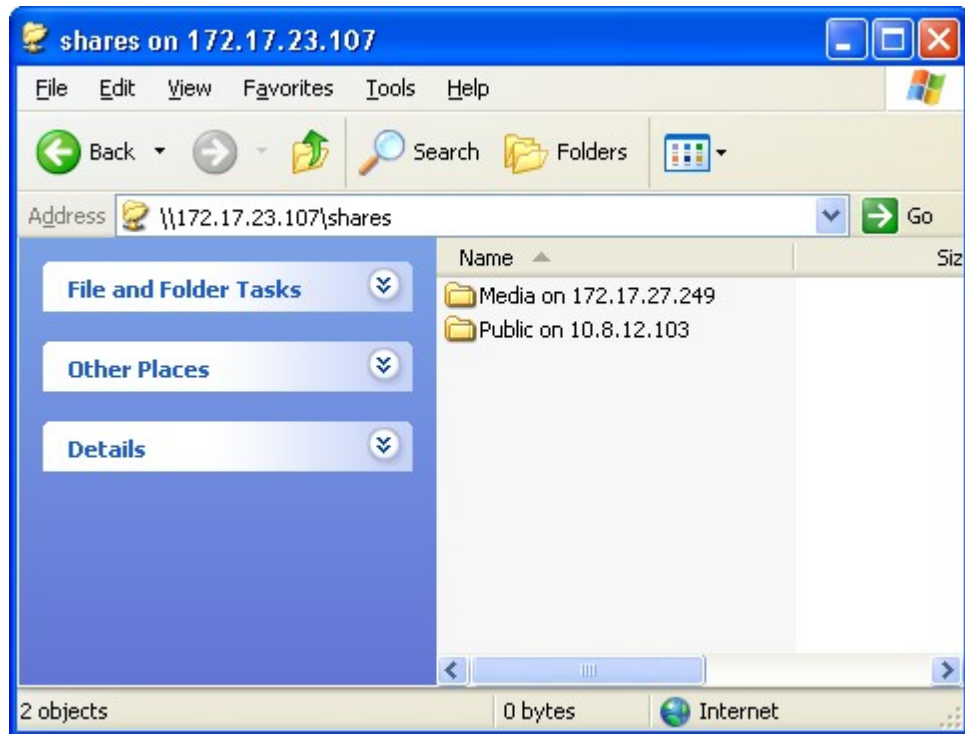 shares on 172.17.23.107
File Edit View Favorites Tools Help
Back Search Folders
Address \\172.17.23.107\shares Go
Name Siz
File and Folder Tasks
Media on 172.17.27.249
Public on 10.8.12.103
Other Places
Details
2 objects 0 bytes Internet